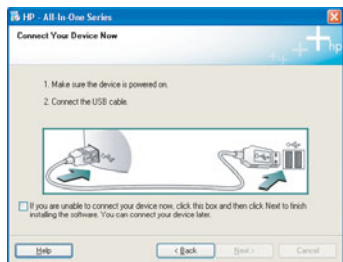 HP - All-In-One Series
Connect Your Device Now
hp
1. Make sure the device is powered on.
2. Connect the USB cable.
If you are unable to connect your device now, click this box and then click Next to finish
installing the software. You can connect your device later.
Help
< Back
Next >
Cancel